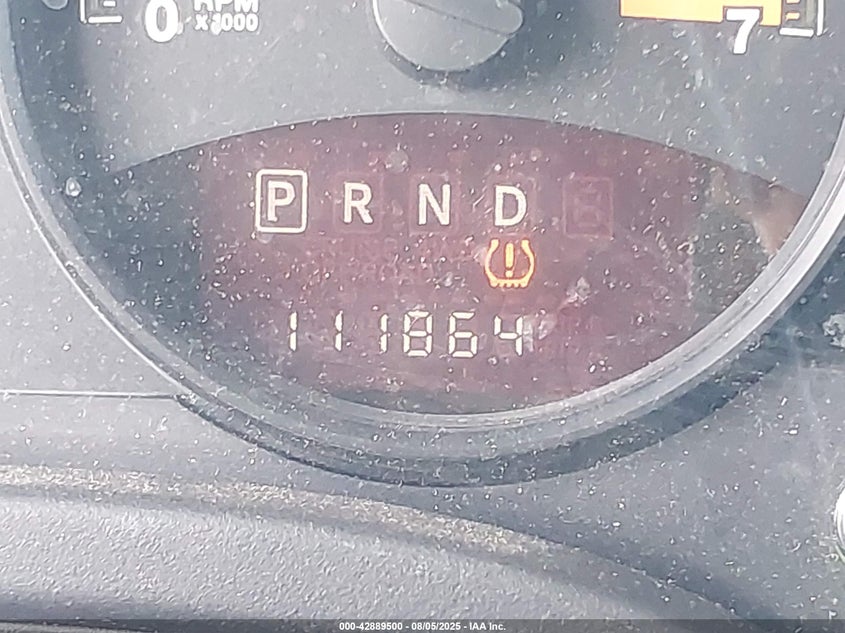 0 RPM 7
x1000
P R N D
111864
000-42889500 - 08/05/2025 - IAA Inc.